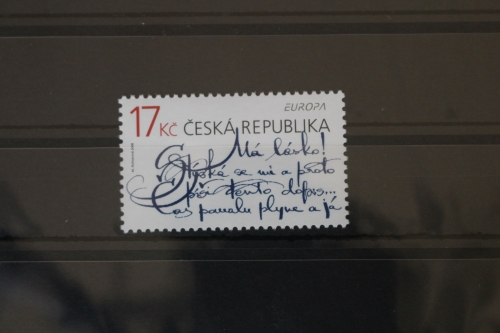 EUROPA
17 Kč ČESKÁ REPUBLIKA
Má lásko!
Stýská se mi a proto
píši tento dopis...
Čas pomalu plyne a já